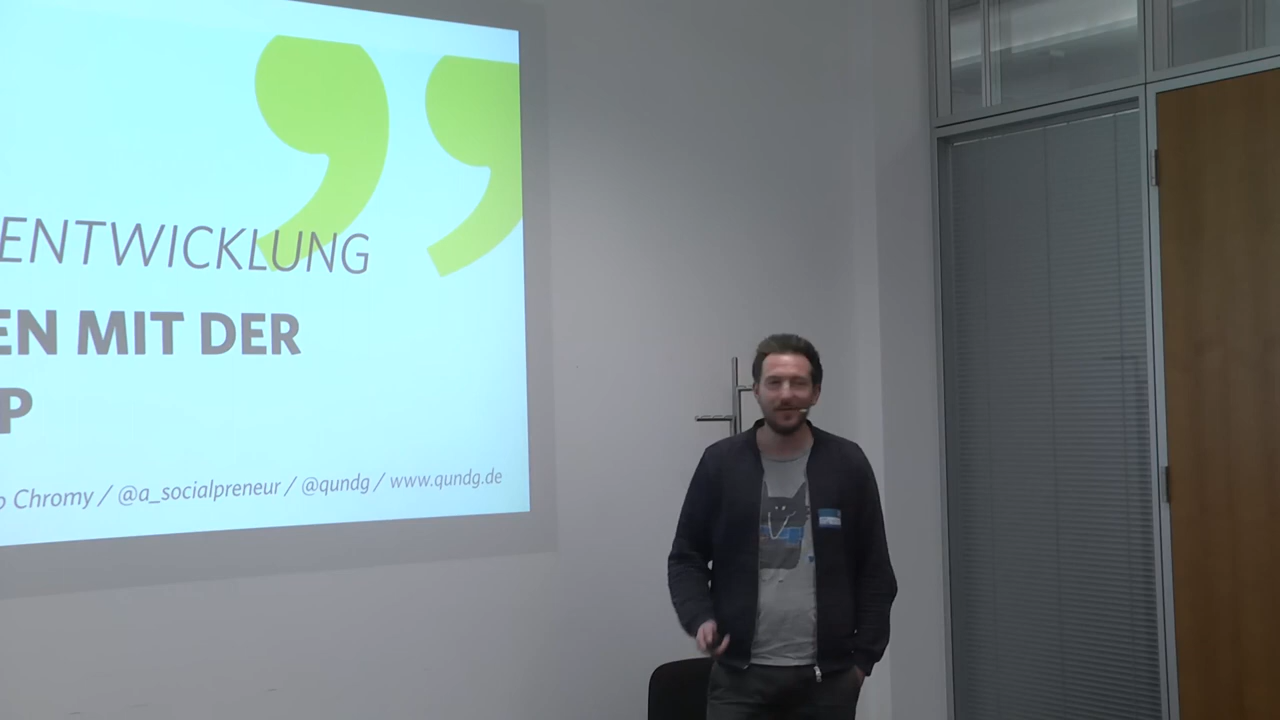 ENTWICKLUNG
EN MIT DER
P
Chromy / @a_socialpreneur / @qundg / www.qundg.de